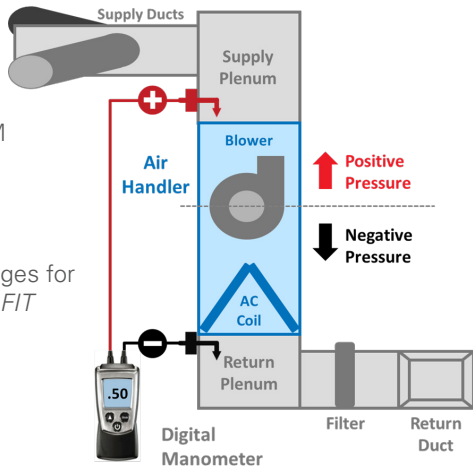 Supply Ducts
Supply
Plenum
M
Blower
Air
Handler
Positive
Pressure
Negative
Pressure
ges for
FIT
AC
Coil
.50
Return
Plenum
Digital
Manometer
Filter
Return
Duct